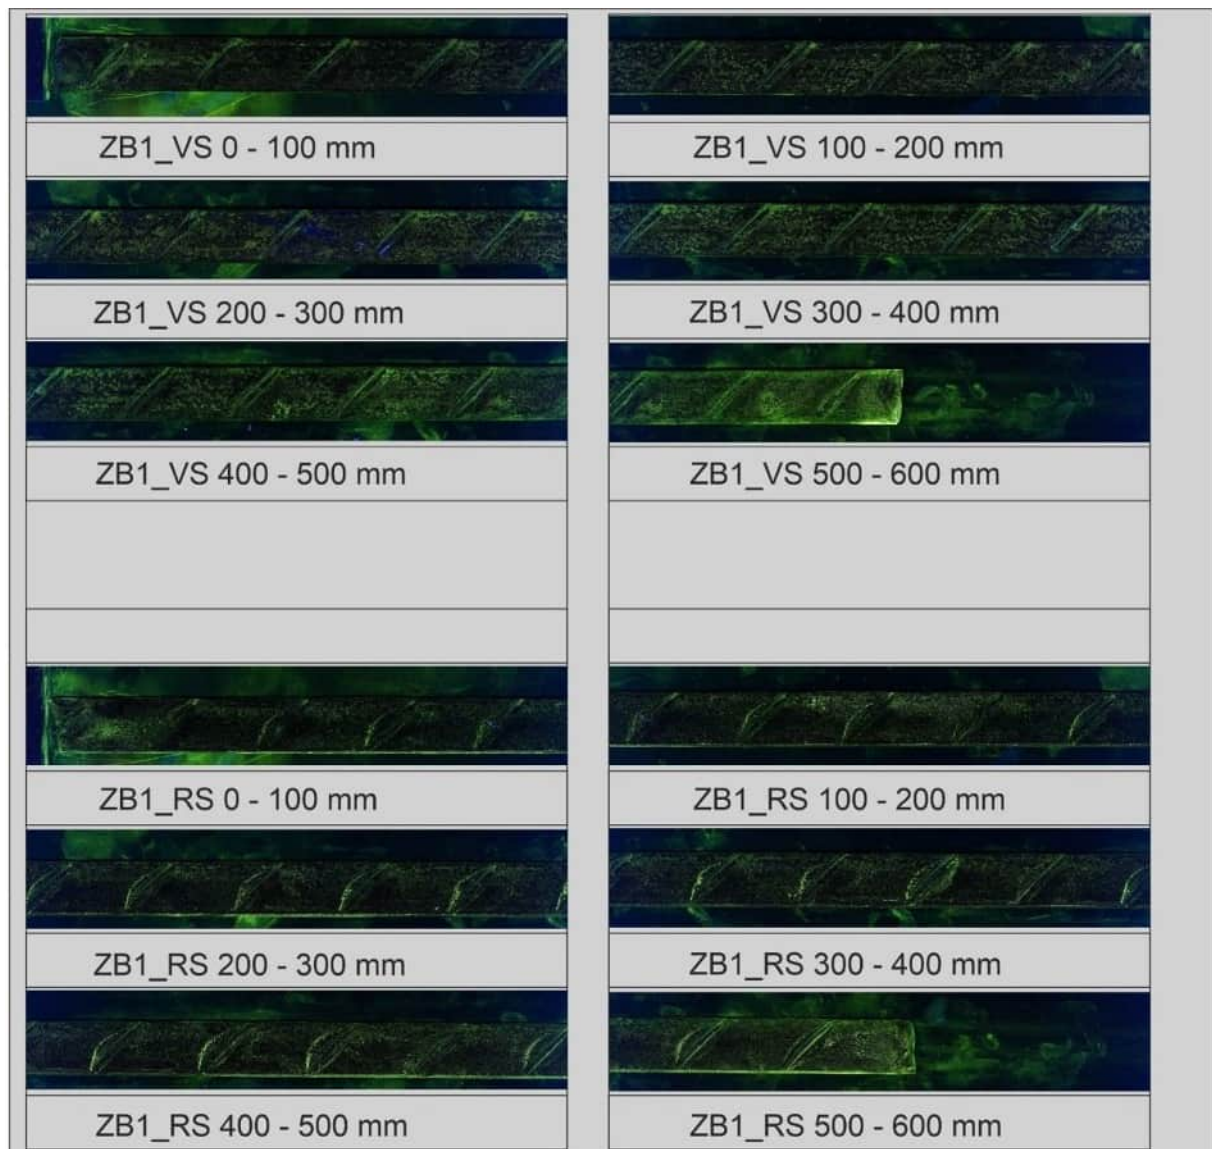 ZB1_VS 0 - 100 mm
ZB1_VS 100 - 200 mm
ZB1_VS 200 - 300 mm
ZB1_VS 300 - 400 mm
ZB1_VS 400 - 500 mm
ZB1_VS 500 - 600 mm
ZB1_RS 0 - 100 mm
ZB1_RS 100 - 200 mm
ZB1_RS 200 - 300 mm
ZB1_RS 300 - 400 mm
ZB1_RS 400 - 500 mm
ZB1_RS 500 - 600 mm